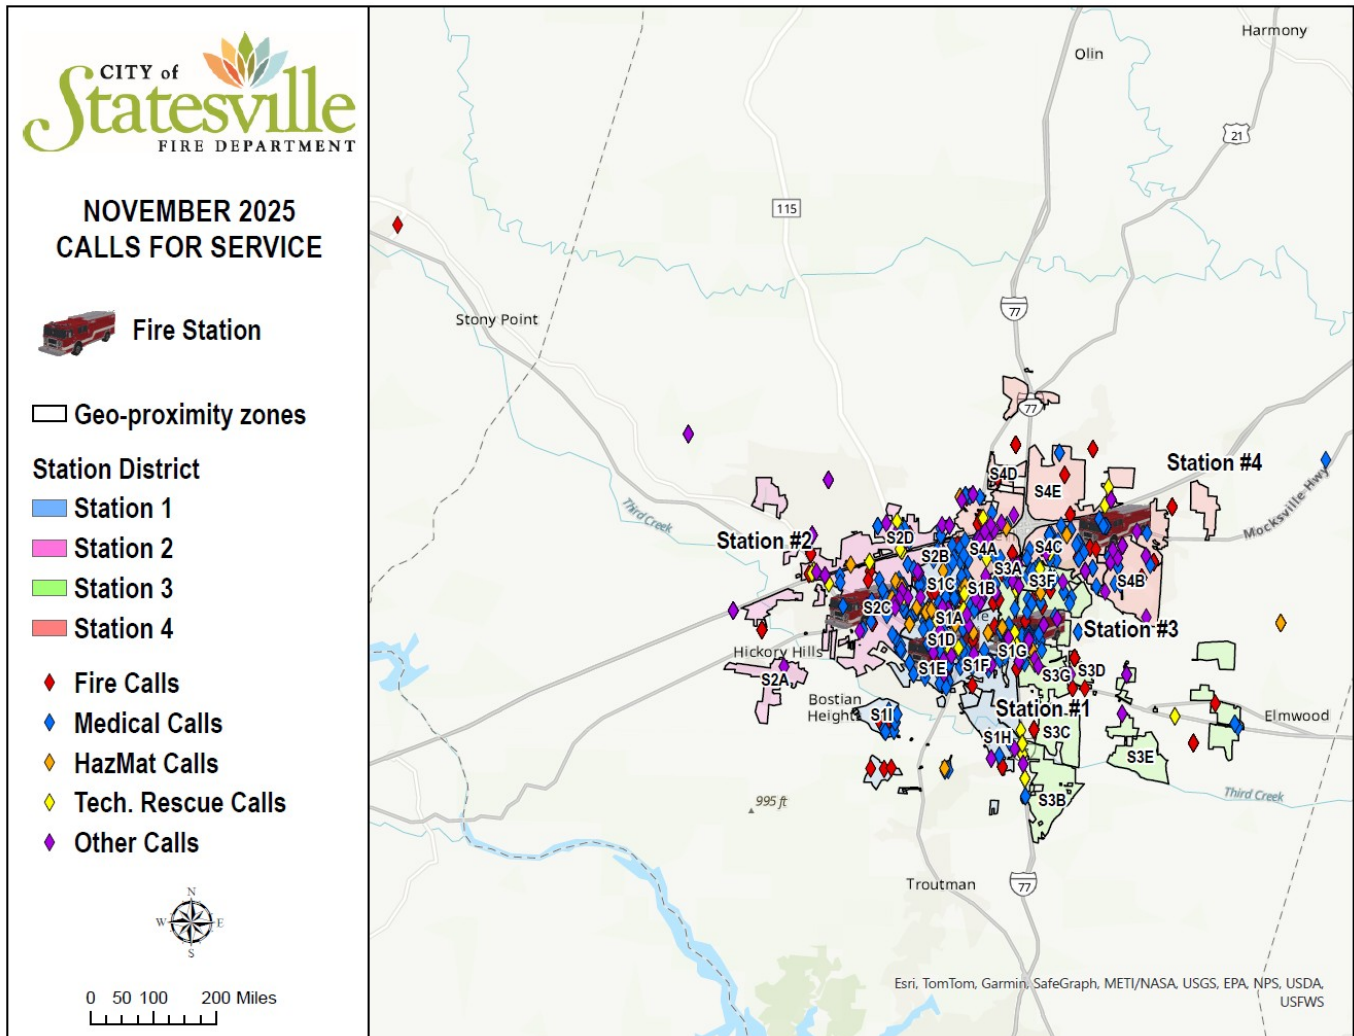 CITY of
Statesville
FIRE DEPARTMENT
NOVEMBER 2025
CALLS FOR SERVICE
Fire Station
Geo-proximity zones
Station District
Station 1
Station 2
Station 3
Station 4
Fire Calls
Medical Calls
HazMat Calls
Tech. Rescue Calls
Other Calls
N
W E
S
0 50 100 200 Miles
Harmony
Olin
21
115
77
Stony Point
77
Station #4
S4D
S4E
Mocksville Hwy
Third Creek
Station #2
S2D
S2B
S4A
S4C
S3A
S3F
S4B
S1C
S1B
S2C
S1A
S1D
Station #3
Hickory Hills
S1G
S1E
S1F
S3G
S3D
S2A
Bostian
Heights
S1I
Station #1
Elmwood
S3C
S1H
S3E
Third Creek
S3B
995 ft
Troutman
77
Esri, TomTom, Garmin, SafeGraph, METI/NASA, USGS, EPA, NPS, USDA,
USFWS